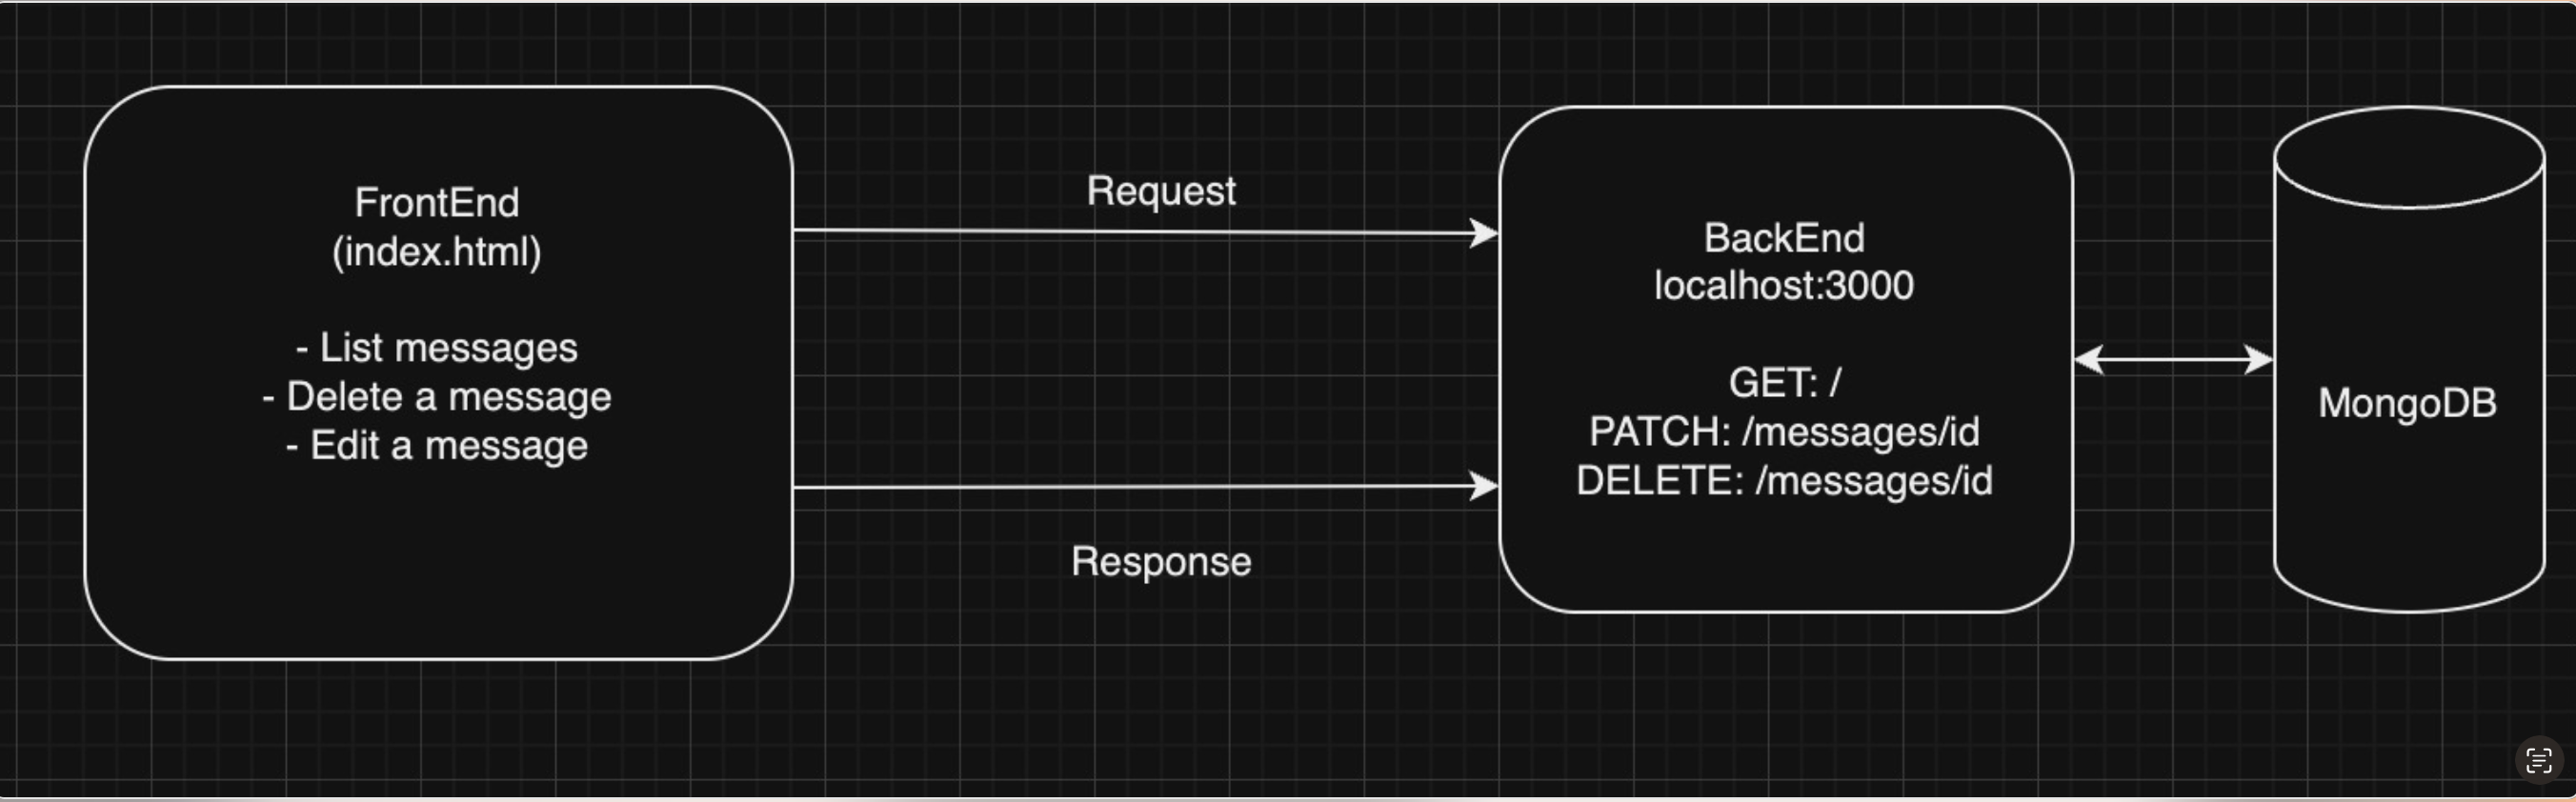 FrontEnd
(index.html)
- List messages
- Delete a message
- Edit a message
Request
Response
BackEnd
localhost:3000
GET: /
PATCH: /messages/id
DELETE: /messages/id
MongoDB